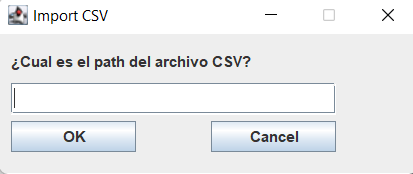 Import CSV
¿Cual es el path del archivo CSV?
OK
Cancel